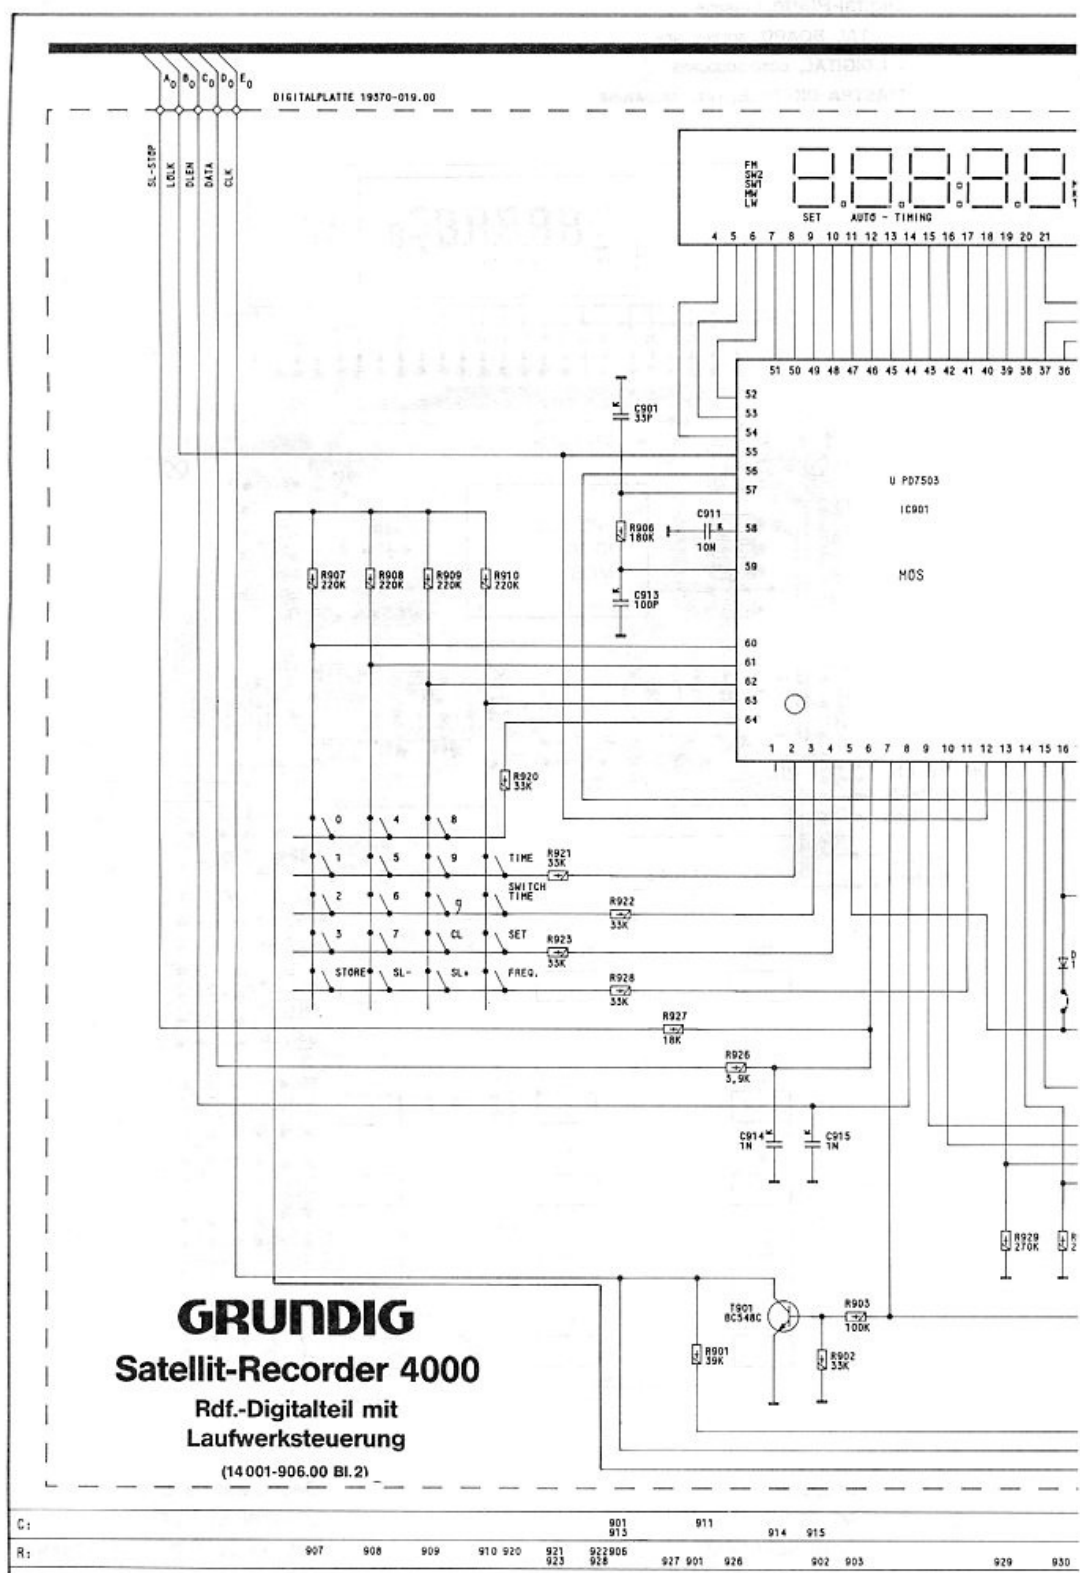 A0 B0 C0 D0 E0
DIGITALPLATTE 19370-019.00
SL-STOP
LOLK
DLEN
DATA
CLK
FM
SW2
SW1
MW
LW
SET AUTO - TIMING
4 5 6 7 8 9 10 11 12 13 14 15 16 17 18 19 20 21
51 50 49 48 47 46 45 44 43 42 41 40 39 38 37 36
52
53
54
55
56
57
58
59
60
61
62
63
64
U PD7503
IC901
MOS
K
C901
33P
R906
180K
C911
K
10N
K
C913
100P
R907
220K
R908
220K
R909
220K
R910
220K
1 2 3 4 5 6 7 8 9 10 11 12 13 14 15 16
R920
33K
0 4 8
1 5 9 TIME
R921
33K
2 6 SWITCH TIME
R922
33K
3 7 CL SET
R923
33K
STORE SL- SL+ FREQ.
R928
33K
R927
18K
R926
3,9K
C914
1N
K
K
C915
1N
R929
270K
T901
BC548C
R903
100K
R901
39K
R902
33K
GRUNDIG
Satellit-Recorder 4000
Rdf.-Digitalteil mit
Laufwerksteuerung
(14001-906.00 Bl.2)
C: 901 913 911 914 915
R: 907 908 909 910 920 921 923 922 906 928 927 901 926 902 903 929 930